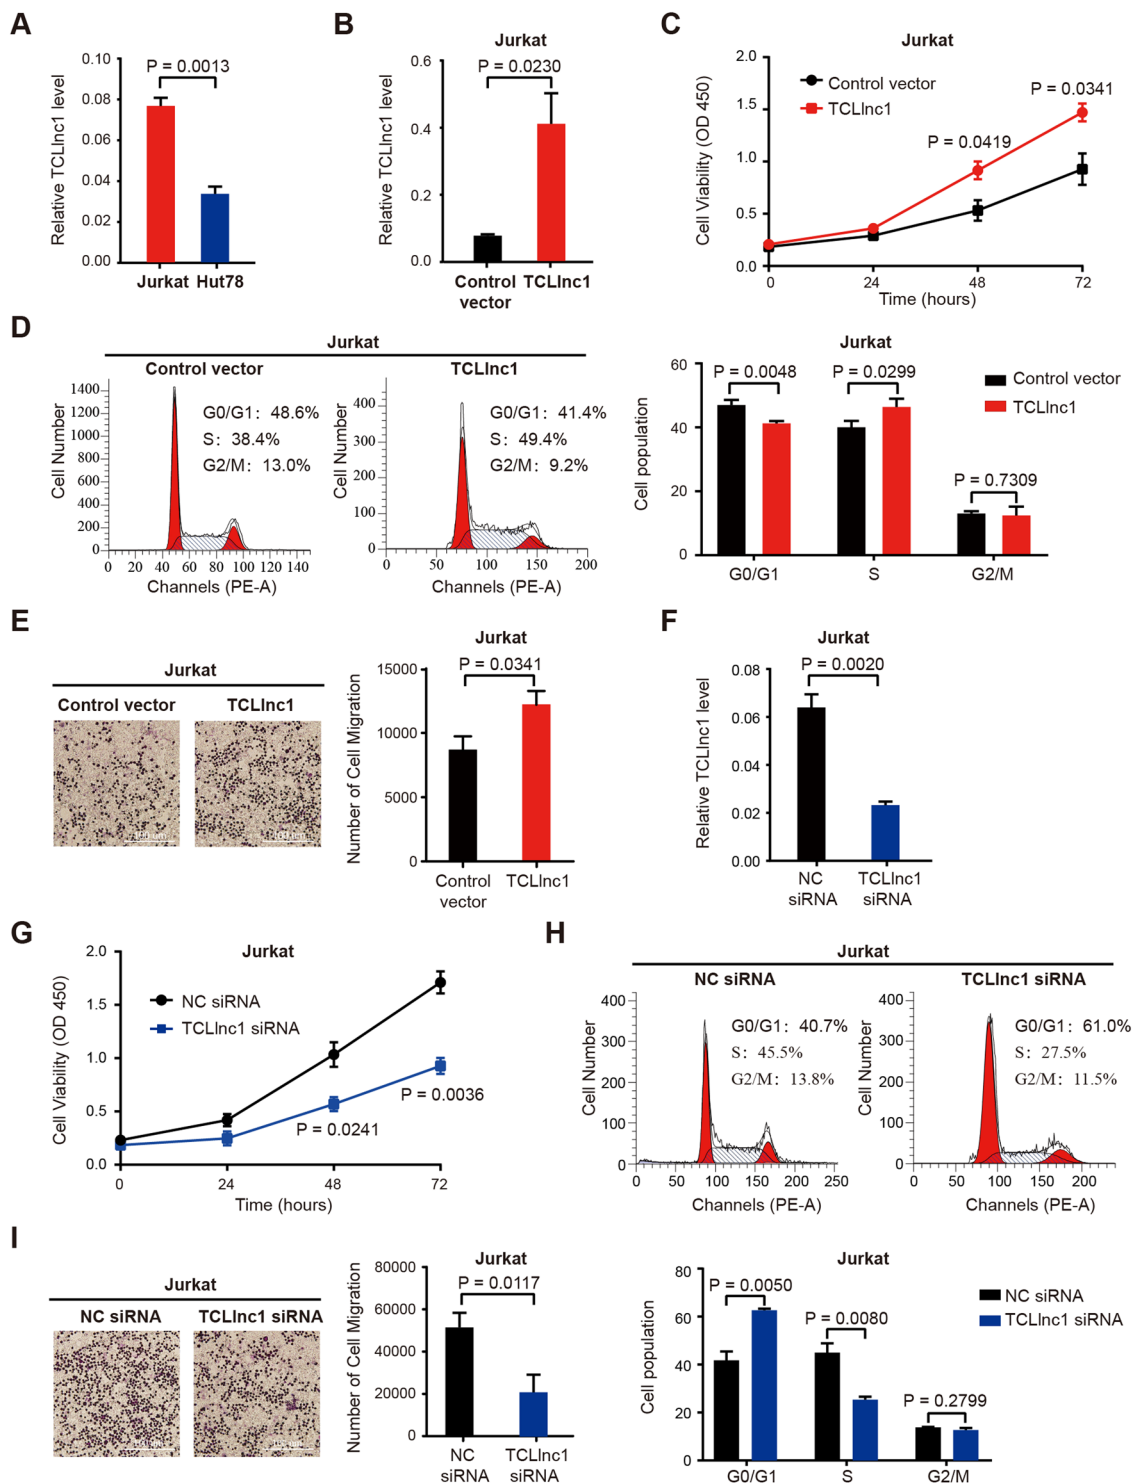 A
Relative TCLlnc1 level
0.10
0.08
0.06
0.04
0.02
0.00
P = 0.0013
Jurkat Hut78
B
Jurkat
Relative TCLlnc1 level
0.6
0.4
0.2
0.0
P = 0.0230
Control vector
TCLlnc1
C
Jurkat
Cell Viability (OD 450)
2.0
1.5
1.0
0.5
0.0
Control vector
TCLlnc1
P = 0.0419
P = 0.0341
0 24 48 72
Time (hours)
D
Jurkat
Control vector
Cell Number
1400
1200
1000
800
600
400
200
0
G0/G1: 48.6%
S: 38.4%
G2/M: 13.0%
0 20 40 60 80 100 120 140
Channels (PE-A)
TCLlnc1
Cell Number
400
300
200
100
0
G0/G1: 41.4%
S: 49.4%
G2/M: 9.2%
0 50 100 150 200
Channels (PE-A)
Jurkat
Cell population
60
40
20
0
P = 0.0048
P = 0.0299
P = 0.7309
Control vector
TCLlnc1
G0/G1 S G2/M
E
Jurkat
Control vector TCLlnc1
Jurkat
Number of Cell Migration
15000
10000
5000
0
P = 0.0341
Control vector
TCLlnc1
F
Jurkat
Relative TCLlnc1 level
0.08
0.06
0.04
0.02
0.00
P = 0.0020
NC siRNA
TCLlnc1 siRNA
G
Jurkat
Cell Viability (OD 450)
2.0
1.5
1.0
0.5
0.0
NC siRNA
TCLlnc1 siRNA
P = 0.0241
P = 0.0036
0 24 48 72
Time (hours)
H
Jurkat
NC siRNA
Cell Number
400
300
200
100
0
G0/G1: 40.7%
S: 45.5%
G2/M: 13.8%
0 50 100 150 200 250
Channels (PE-A)
TCLlnc1 siRNA
Cell Number
400
300
200
100
0
G0/G1: 61.0%
S: 27.5%
G2/M: 11.5%
0 50 100 150 200
Channels (PE-A)
Jurkat
Cell population
80
60
40
20
0
P = 0.0050
P = 0.0080
P = 0.2799
NC siRNA
TCLlnc1 siRNA
G0/G1 S G2/M
I
Jurkat
NC siRNA TCLlnc1 siRNA
Jurkat
Number of Cell Migration
80000
60000
40000
20000
0
P = 0.0117
NC siRNA
TCLlnc1 siRNA